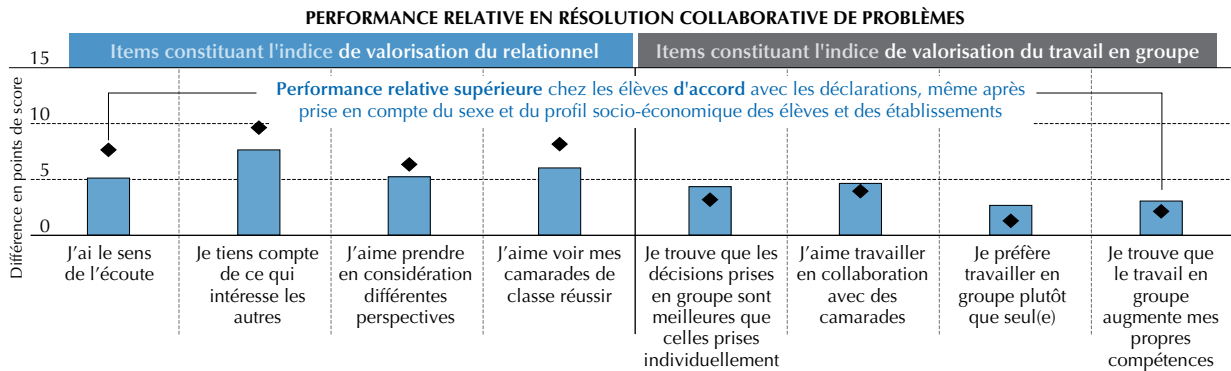 PERFORMANCE RELATIVE EN RÉSOLUTION COLLABORATIVE DE PROBLÈMES
Items constituant l'indice de valorisation du relationnel
Items constituant l'indice de valorisation du travail en groupe
Différence en points de score
15
10
5
0
Performance relative supérieure chez les élèves d'accord avec les déclarations, même après
prise en compte du sexe et du profil socio-économique des élèves et des établissements
J’ai le sens
de l’écoute
Je tiens compte
de ce qui
intéresse les
autres
J’aime prendre
en considération
différentes
perspectives
J’aime voir mes
camarades de
classe réussir
Je trouve que les
décisions prises
en groupe sont
meilleures que
celles prises
individuellement
J’aime travailler
en collaboration
avec des
camarades
Je préfère
travailler en
groupe plutôt
que seul(e)
Je trouve que
le travail en
groupe
augmente mes
propres
compétences